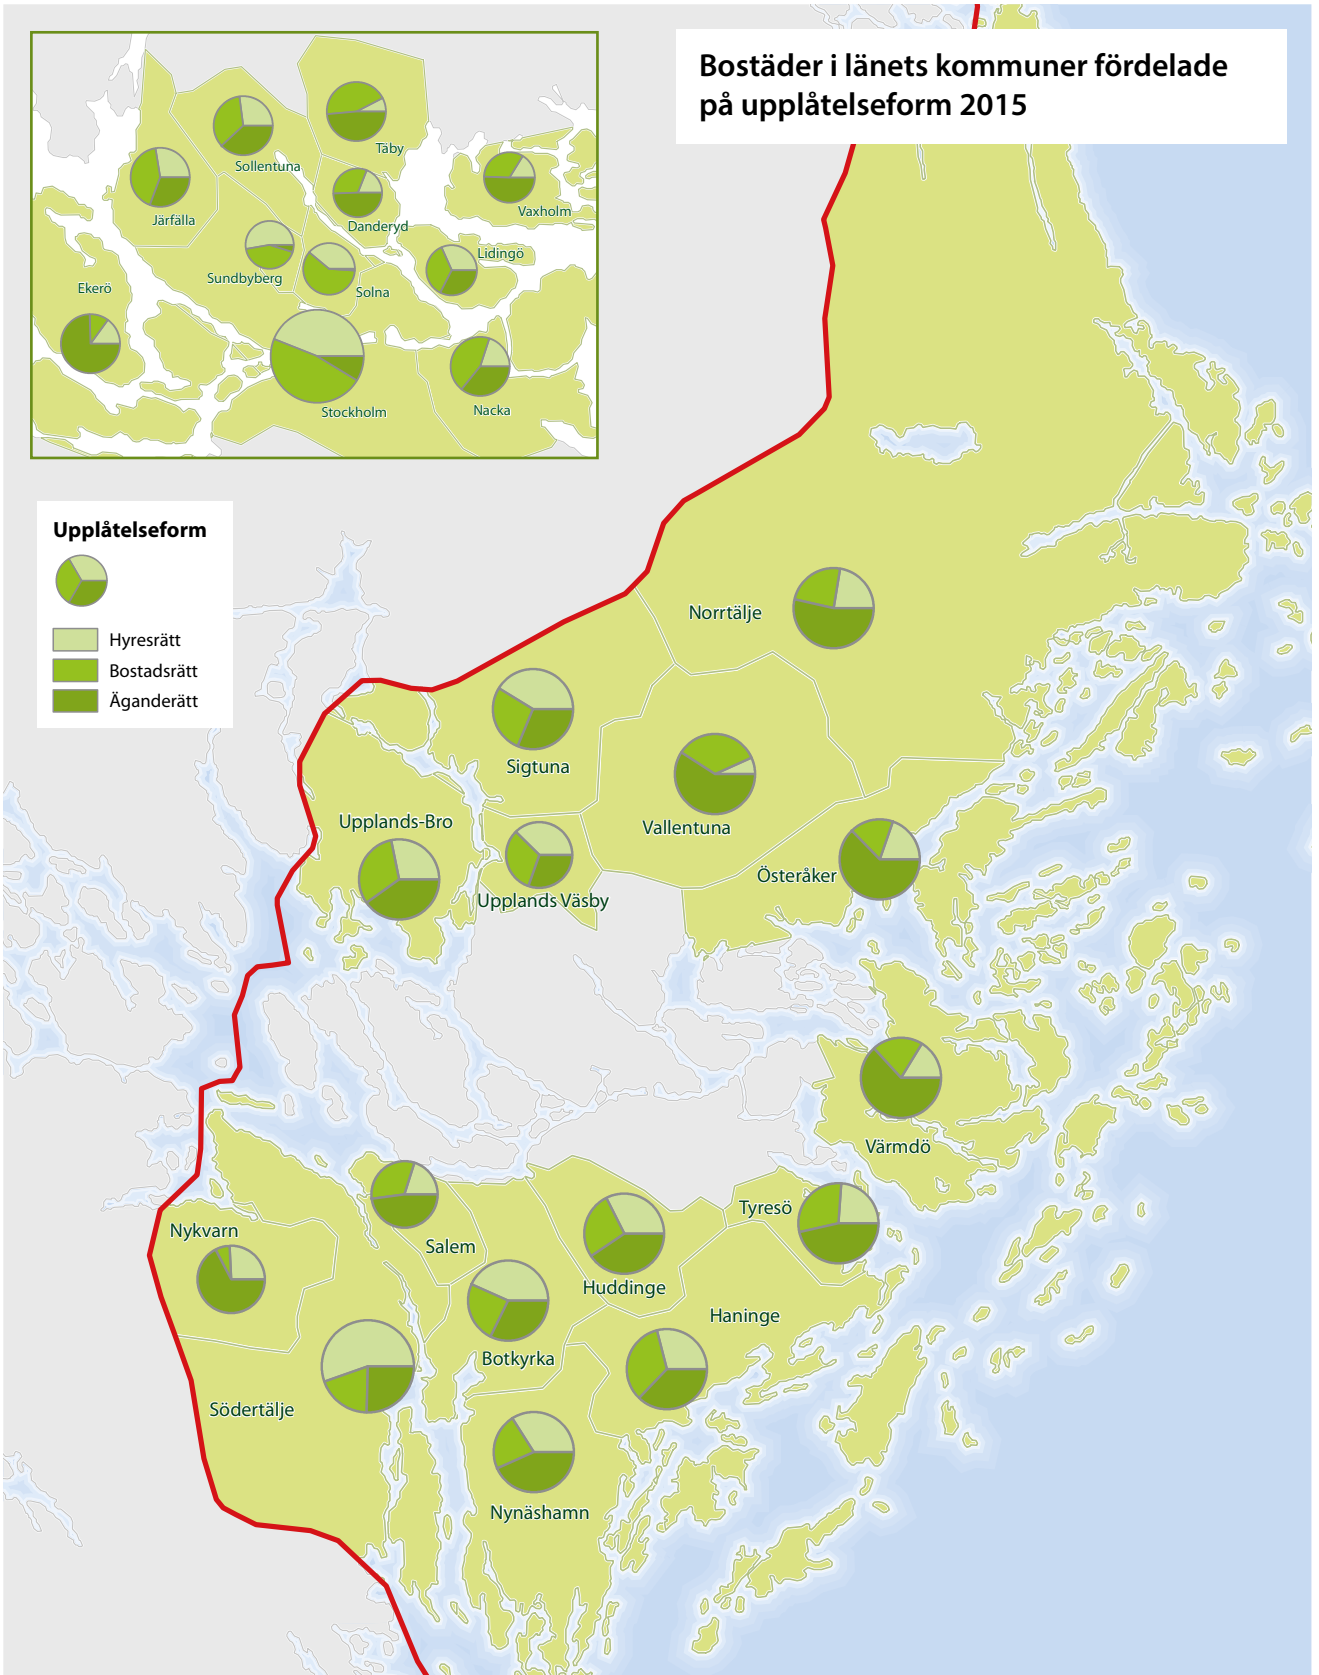 Bostäder i länets kommuner fördelade
på upplåtelseform 2015
Täby
Sollentuna
Vaxholm
Järfälla
Danderyd
Lidingö
Sundbyberg
Ekerö
Solna
Stockholm
Nacka
Upplåtelseform
Hyresrätt
Bostadsrätt
Äganderätt
Norrtälje
Sigtuna
Upplands-Bro
Vallentuna
Österåker
Upplands Väsby
Värmdö
Tyresö
Nykvarn
Salem
Huddinge
Haninge
Botkyrka
Södertälje
Nynäshamn